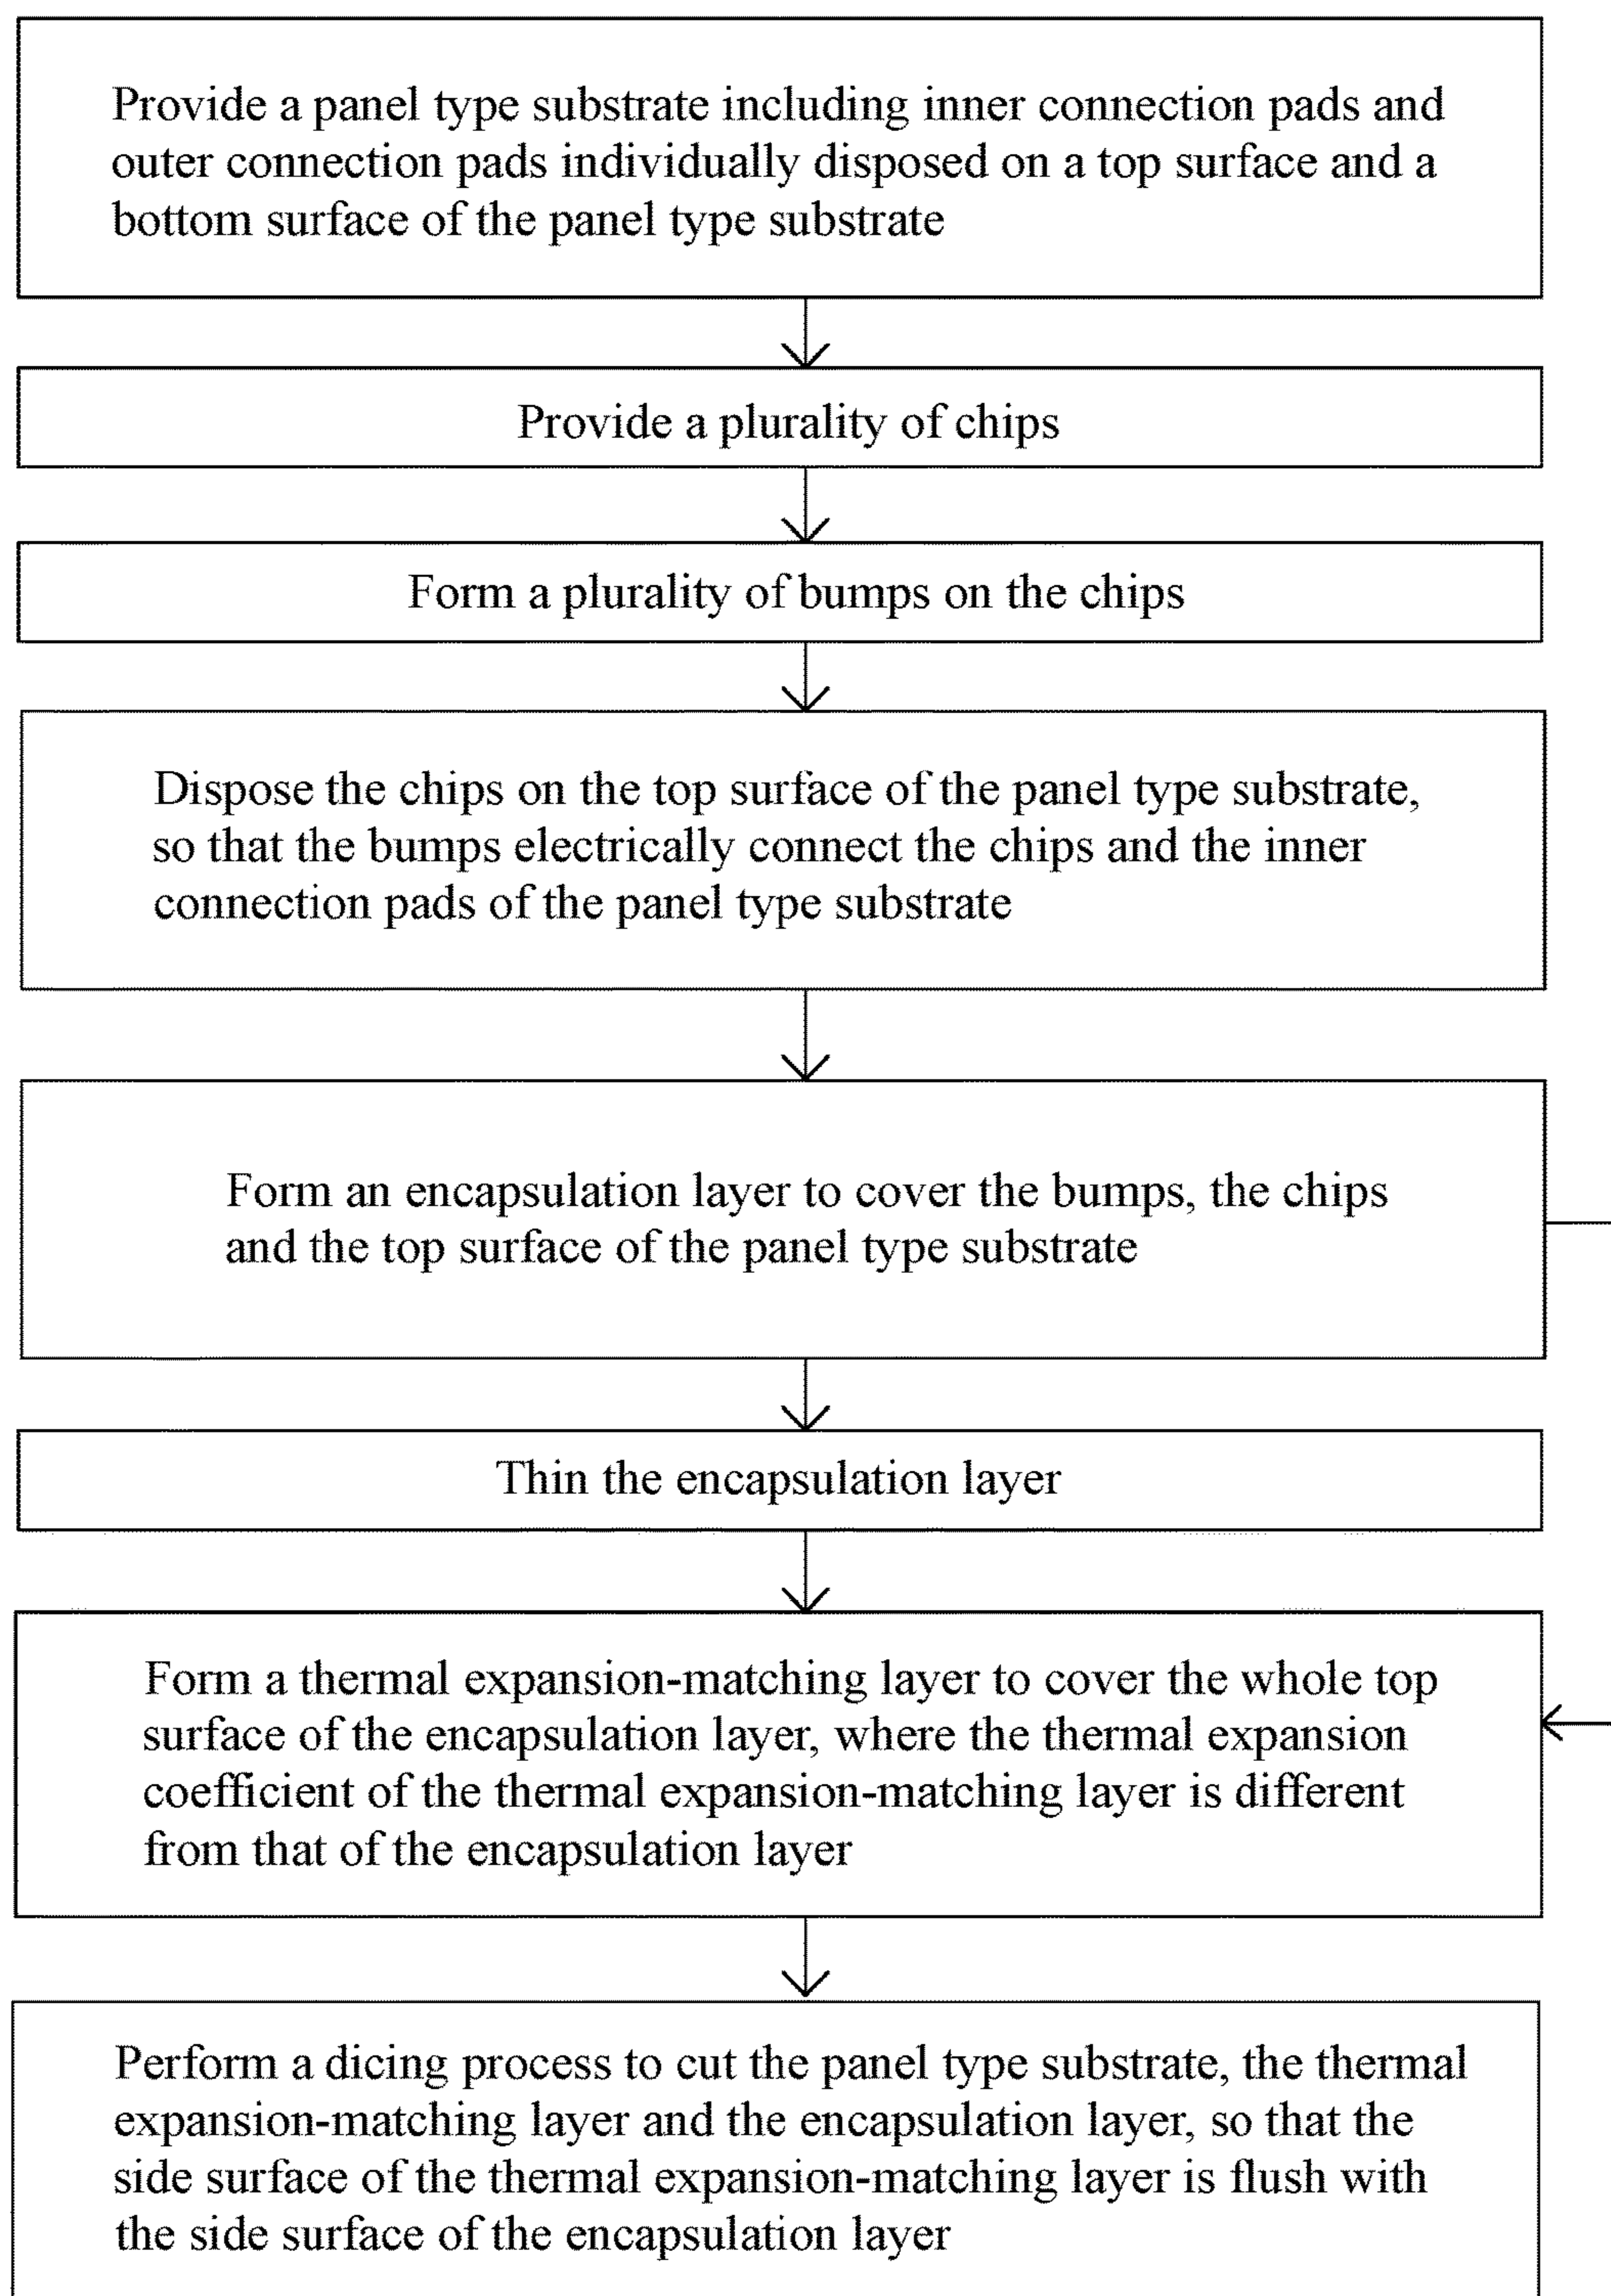 Provide a panel type substrate including inner connection pads and
outer connection pads individually disposed on a top surface and a
bottom surface of the panel type substrate
Provide a plurality of chips
Form a plurality of bumps on the chips
Dispose the chips on the top surface of the panel type substrate,
so that the bumps electrically connect the chips and the inner
connection pads of the panel type substrate
Form an encapsulation layer to cover the bumps, the chips
and the top surface of the panel type substrate
Thin the encapsulation layer
Form a thermal expansion-matching layer to cover the whole top
surface of the encapsulation layer, where the thermal expansion
coefficient of the thermal expansion-matching layer is different
from that of the encapsulation layer
Perform a dicing process to cut the panel type substrate, the thermal
expansion-matching layer and the encapsulation layer, so that the
side surface of the thermal expansion-matching layer is flush with
the side surface of the encapsulation layer